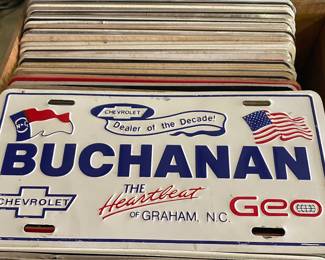 CHEVROLET
Dealer of the Decade!
N C
BUCHANAN
CHEVROLET
THE
Heartbeat
OF GRAHAM, N.C.
GEO